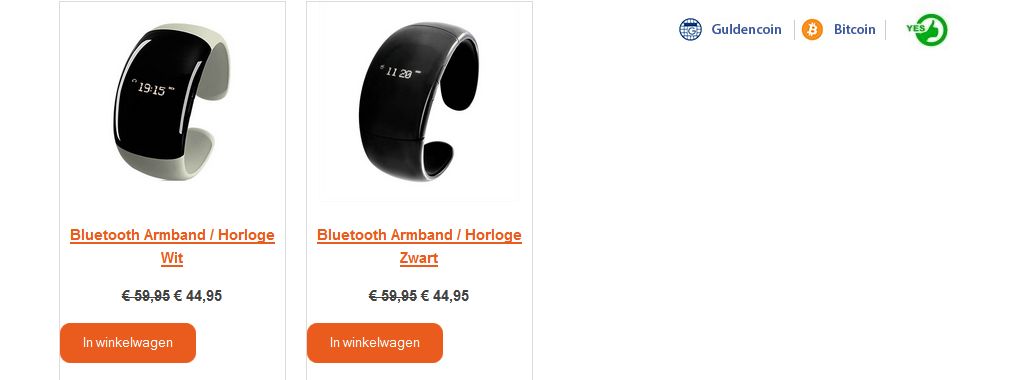 19:15
11 20
Guldencoin
Bitcoin
YES
Bluetooth Armband / Horloge
Wit
€ 59,95 € 44,95
In winkelwagen
Bluetooth Armband / Horloge
Zwart
€ 59,95 € 44,95
In winkelwagen